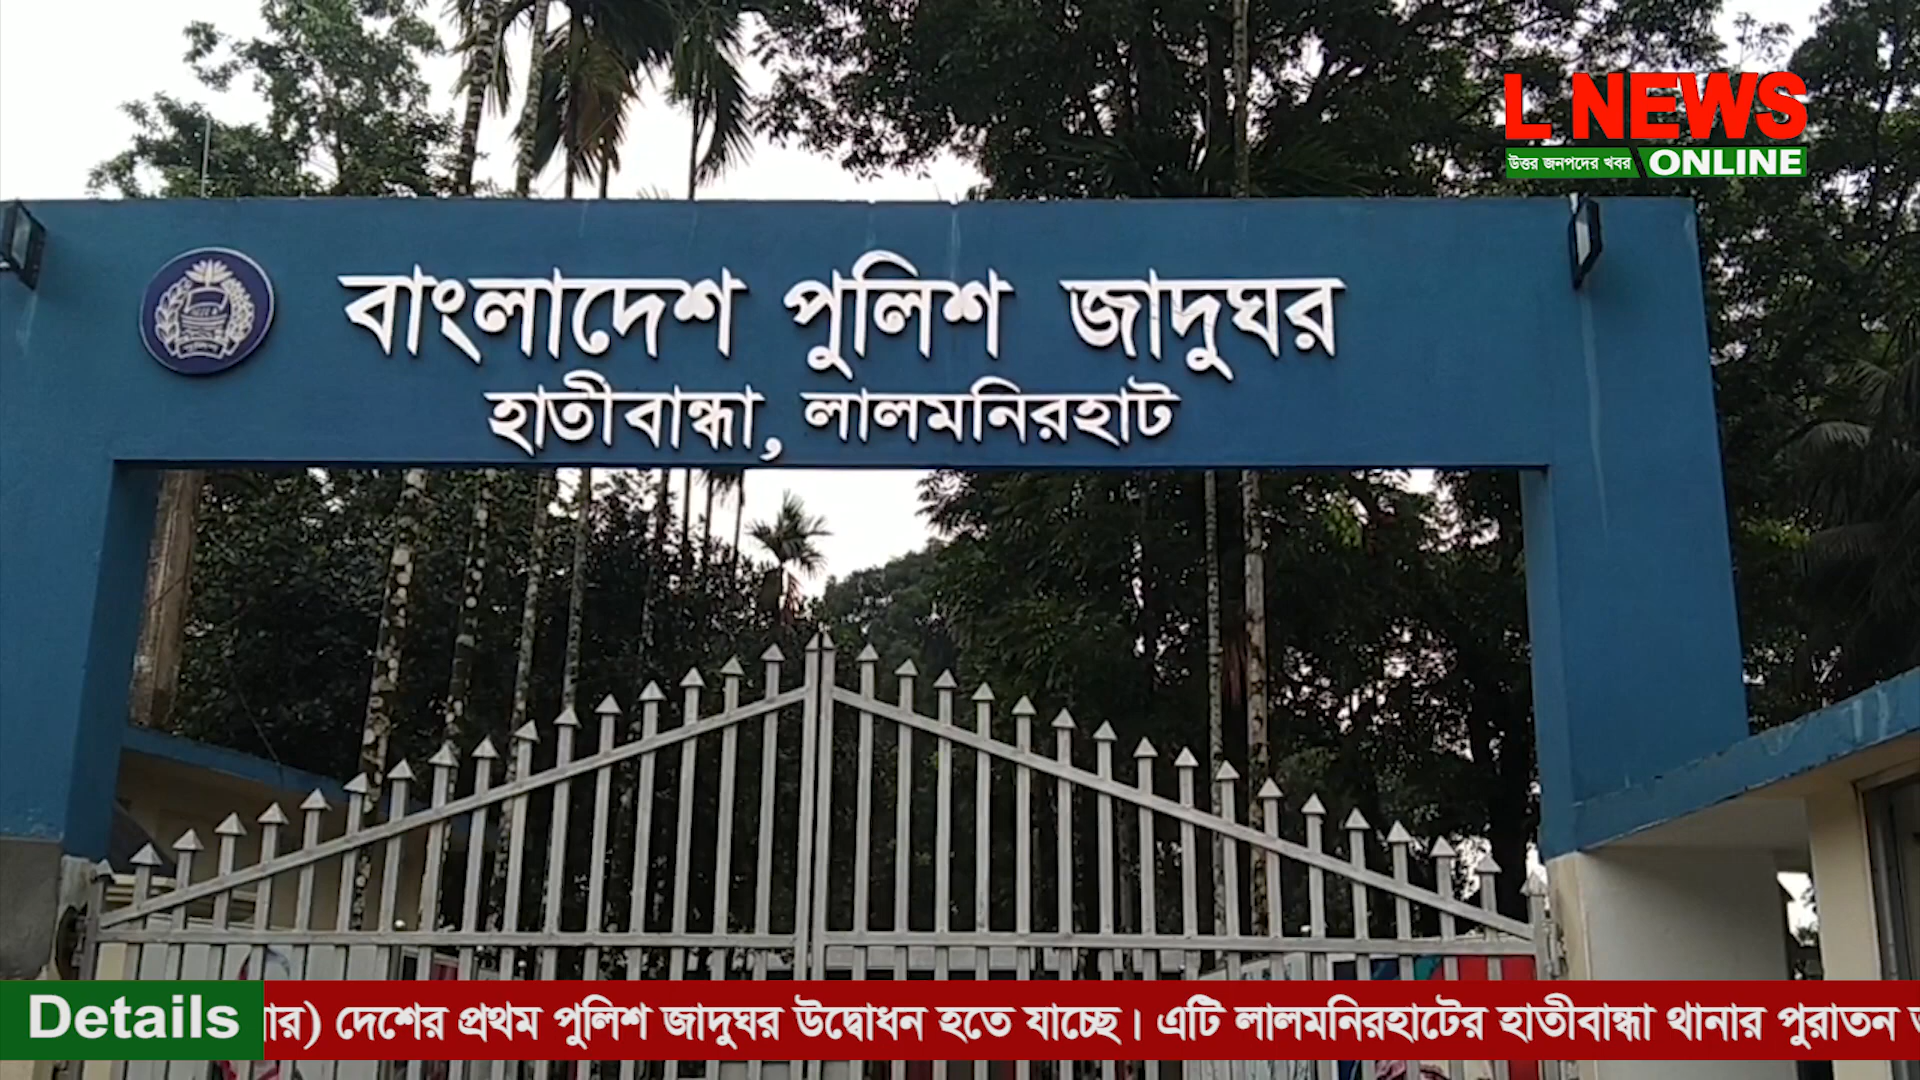 L NEWS
উত্তর জনপদের খবর ONLINE
বাংলাদেশ পুলিশ জাদুঘর
হাতীবান্ধা, লালমনিরহাট
Details ার) দেশের প্রথম পুলিশ জাদুঘর উদ্বোধন হতে যাচ্ছে। এটি লালমনিরহাটের হাতীবান্ধা থানার পুরাতন